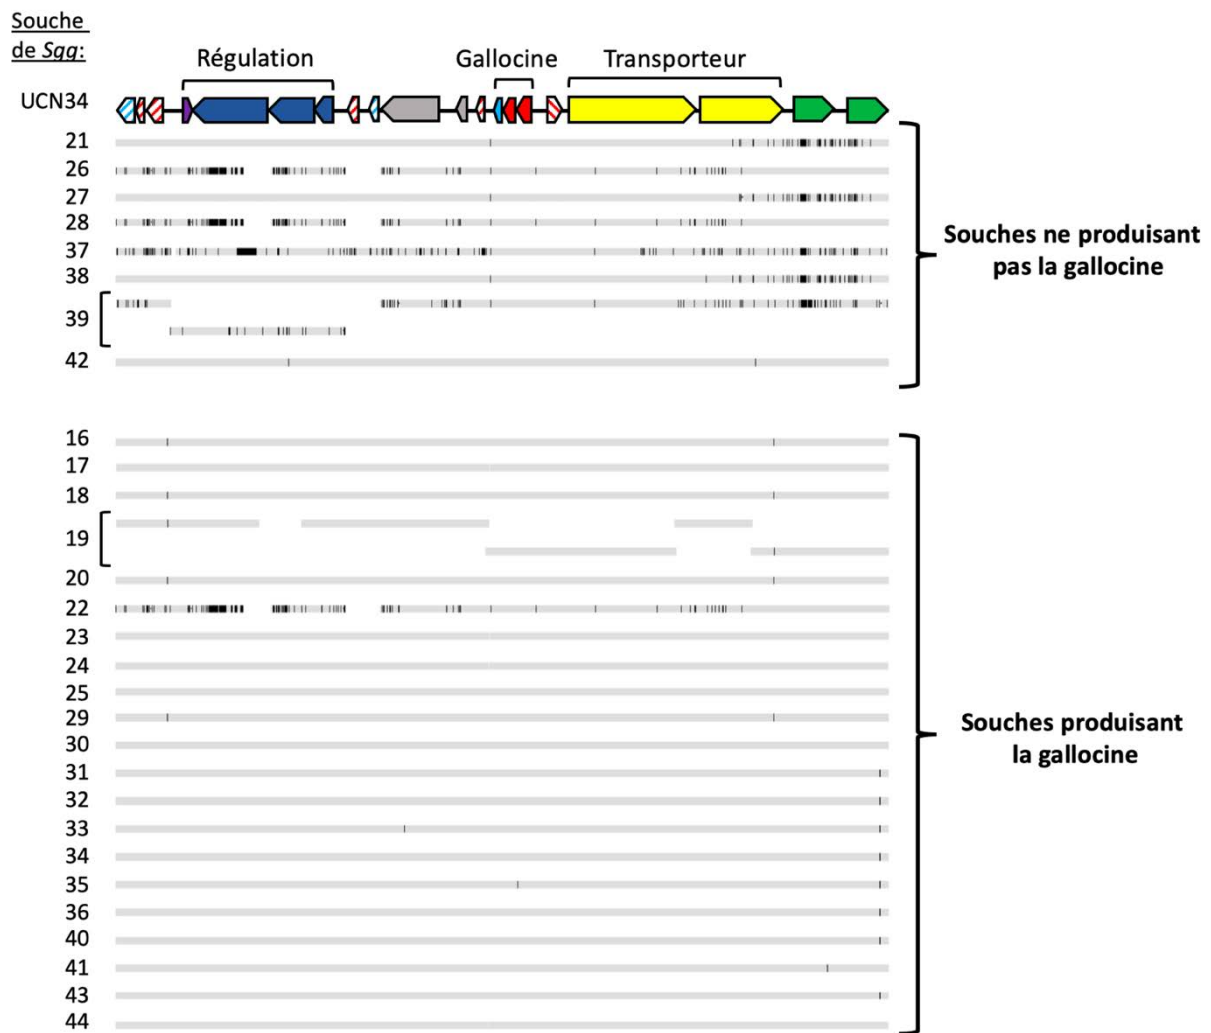 Souche
de Sgg:
Régulation
Gallocine
Transporteur
UCN34
21
26
27
28
37
38
39
42
Souches ne produisant
pas la gallocine
16
17
18
19
20
22
23
24
25
29
30
31
32
33
34
35
36
40
41
43
44
Souches produisant
la gallocine